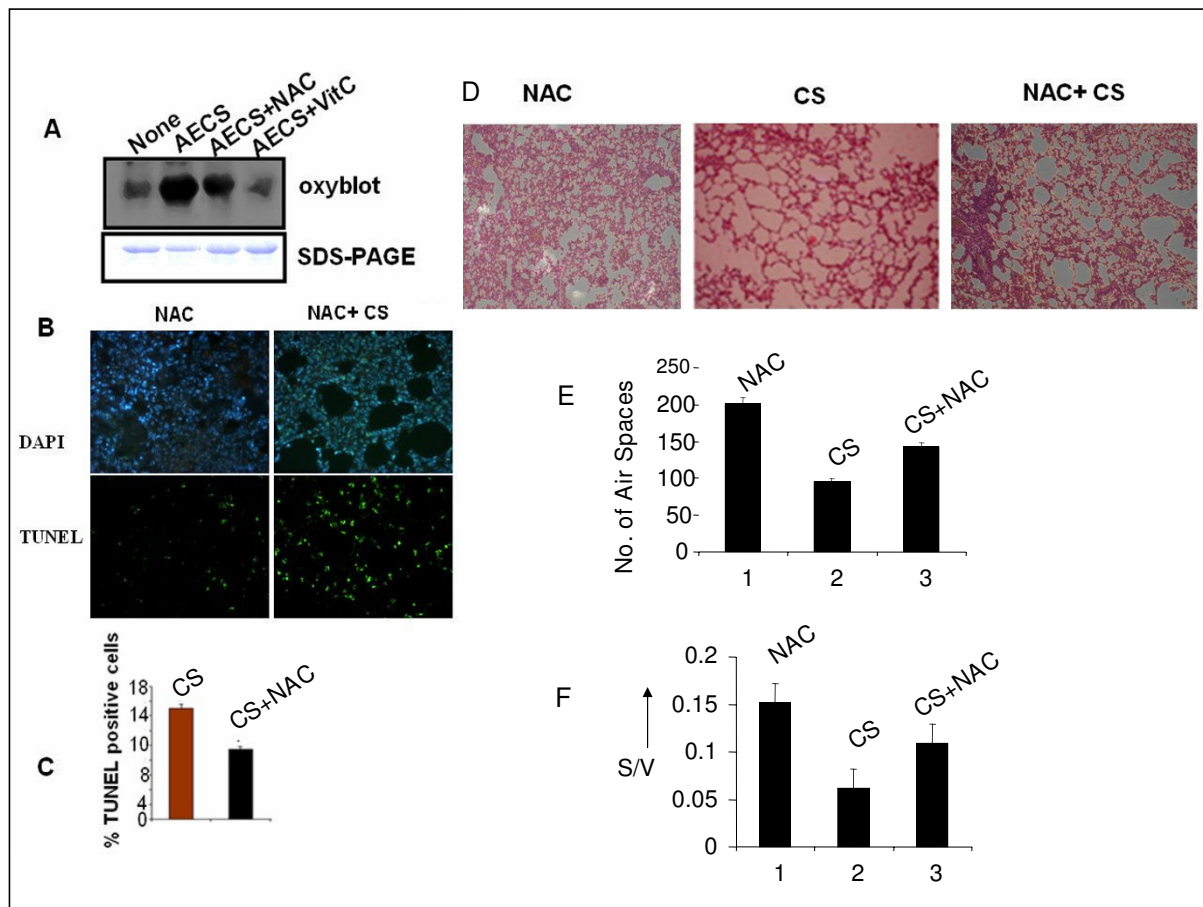 A
None AECS AECS+NAC AECS+VitC
oxyblot
SDS-PAGE
B
NAC NAC+ CS
DAPI
TUNEL
C
% TUNEL positive cells
18
14
10
8
4
0
CS
CS+NAC
D
NAC CS NAC+ CS
E
No. of Air Spaces
250
200
150
100
50
0
NAC
CS
CS+NAC
1 2 3
F
S/V
0.2
0.15
0.1
0.05
0
NAC
CS
CS+NAC
1 2 3